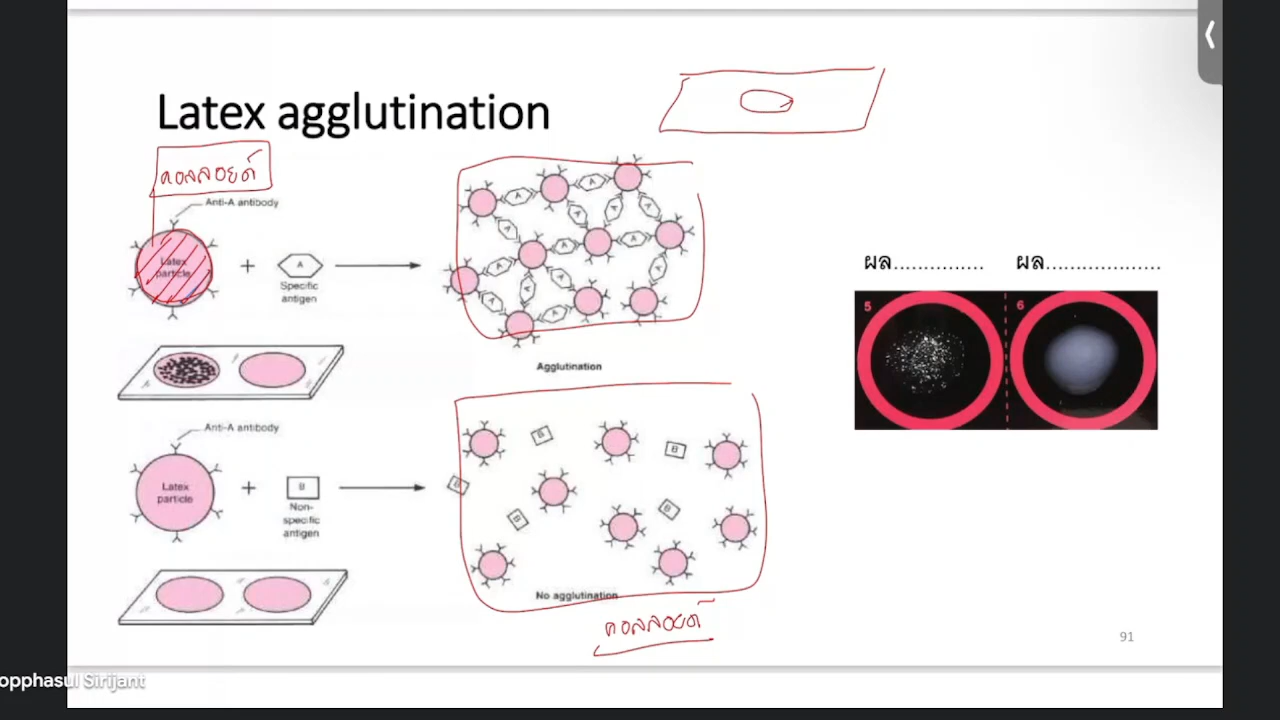 Latex agglutination
คอลลอยด์
Anti-A antibody
Latex particle
+
A
Specific antigen
A A A A A A A A A A A A A A
Agglutination
ผล............... ผล...................
5 6
Anti-A antibody
Latex particle
+
B
Non-specific antigen
B B B B B
No agglutination
คอลลอยด์
91
opphasul Sirijant